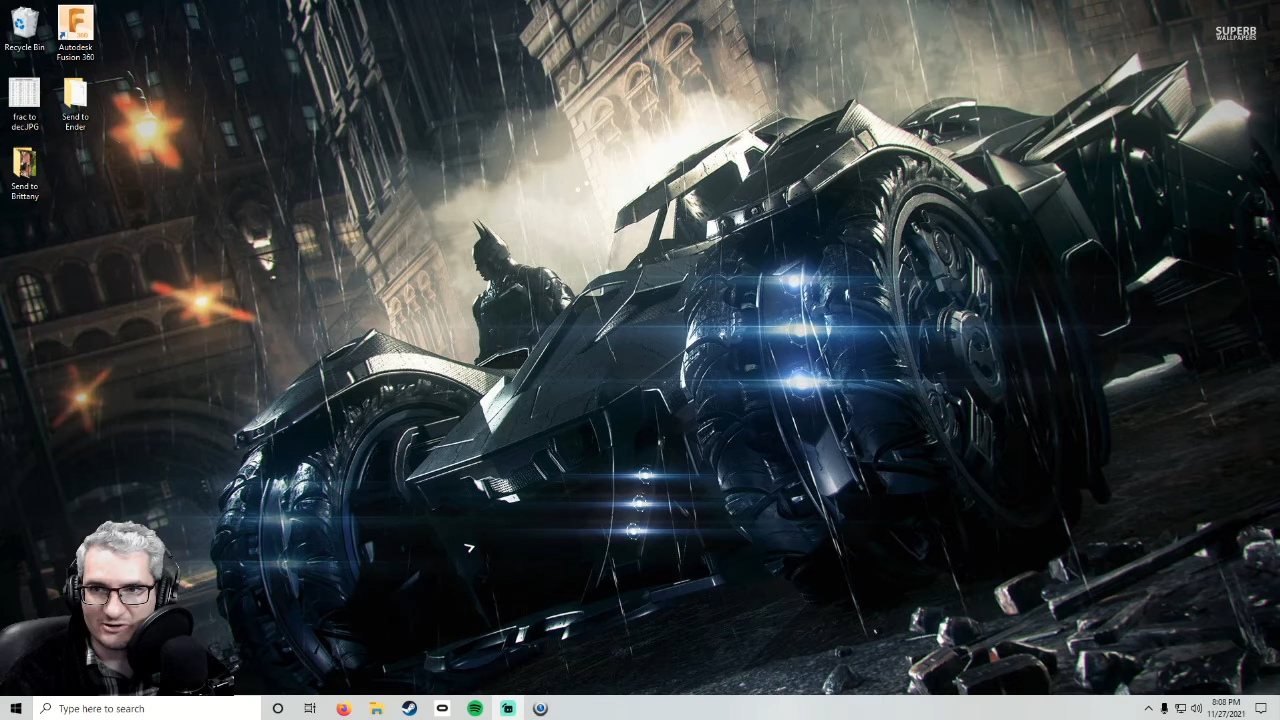 SUPERB
WALLPAPERS
Recycle Bin
Autodesk
Fusion 360
frac to
dec.JPG
Send to
Ender
Send to
Brittany
Type here to search
8:08 PM
11/27/2021